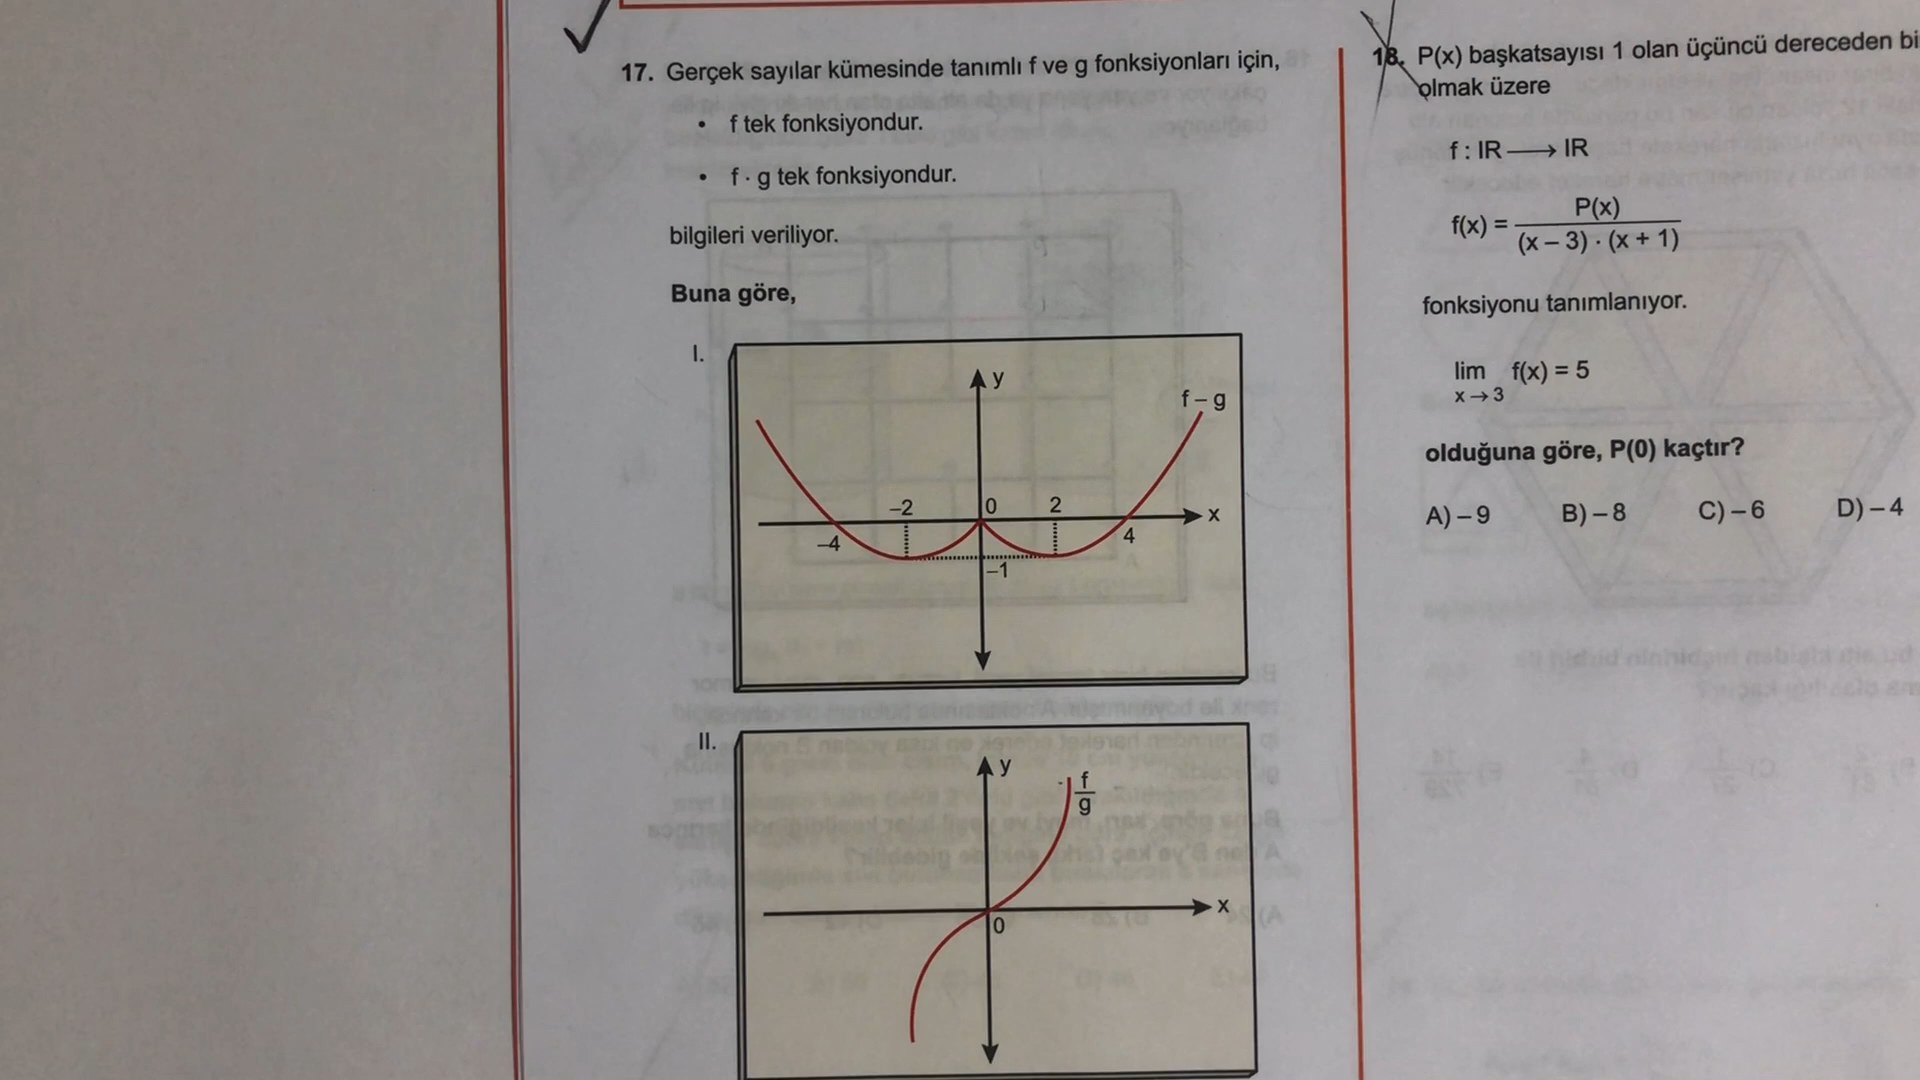 17. Gerçek sayılar kümesinde tanımlı f ve g fonksiyonları için,
• f tek fonksiyondur.
• f · g tek fonksiyondur.
bilgileri veriliyor.
Buna göre,
I.
y
f – g
–2 0 2 x
–4 4
–1
II.
y
f
g
x
0
18. P(x) başkatsayısı 1 olan üçüncü dereceden bi
olmak üzere
f : IR ⟶ IR
f(x) = P(x) / (x – 3) · (x + 1)
fonksiyonu tanımlanıyor.
lim f(x) = 5
x → 3
olduğuna göre, P(0) kaçtır?
A) – 9 B) – 8 C) – 6 D) – 4